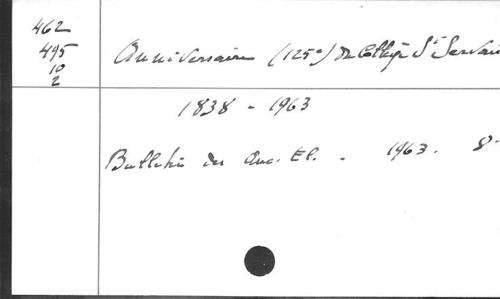 462
495
10
2
Anniversaire (125e) du Collège St Servais
1838 - 1963
Bulletin des Anc. El. - 1963. 8-